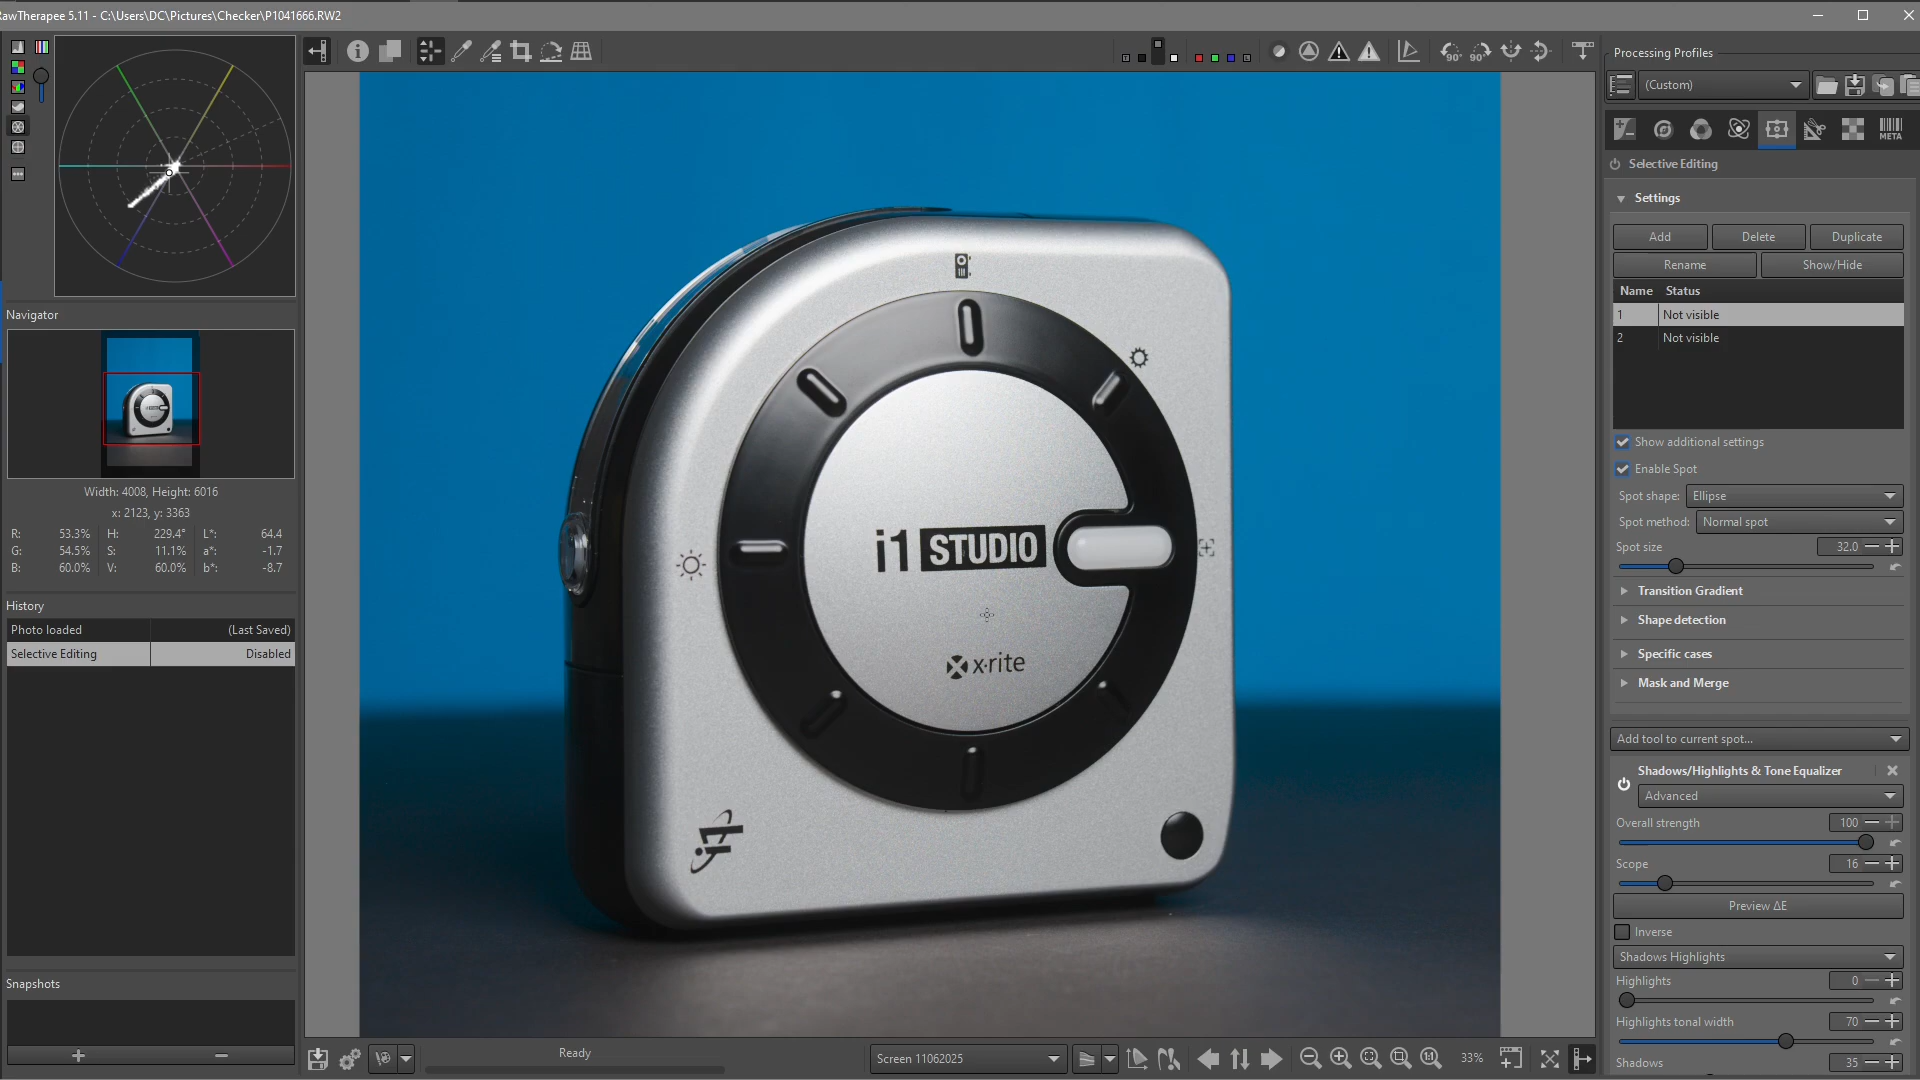 RawTherapee 5.11 - C:\Users\DC\Pictures\Checker\P1041666.RW2
Processing Profiles
(Custom)
META
Selective Editing
Settings
Add Delete Duplicate
Rename Show/Hide
Name Status
1 Not visible
2 Not visible
Show additional settings
Enable Spot
Spot shape: Ellipse
Spot method: Normal spot
Spot size 32.0
Transition Gradient
Shape detection
Specific cases
Mask and Merge
Add tool to current spot...
Shadows/Highlights & Tone Equalizer
Advanced
Overall strength 100
Scope 16
Preview ΔE
Inverse
Shadows Highlights
Highlights 0
Highlights tonal width 70
Shadows 35
Navigator
Width: 4008, Height: 6016
x: 2123, y: 3363
R: 53.3% H: 229.4° L*: 64.4
G: 54.5% S: 11.1% a*: -1.7
B: 60.0% V: 60.0% b*: -8.7
History
Photo loaded (Last Saved)
Selective Editing Disabled
Snapshots
i1 STUDIO
x·rite
Ready
Screen 11062025
33%
90° 90°
1:1